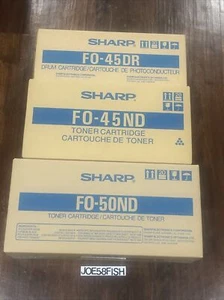 SHARP
FO-45DR
DRUM CARTRIDGE/CARTOUCHE DE PHOTOCONDUCTEUR
SHARP
FO-45ND
TONER CARTRIDGE
CARTOUCHE DE TONER
SHARP
FO-50ND
TONER CARTRIDGE/CARTOUCHE DE TONER
JOE58FISH